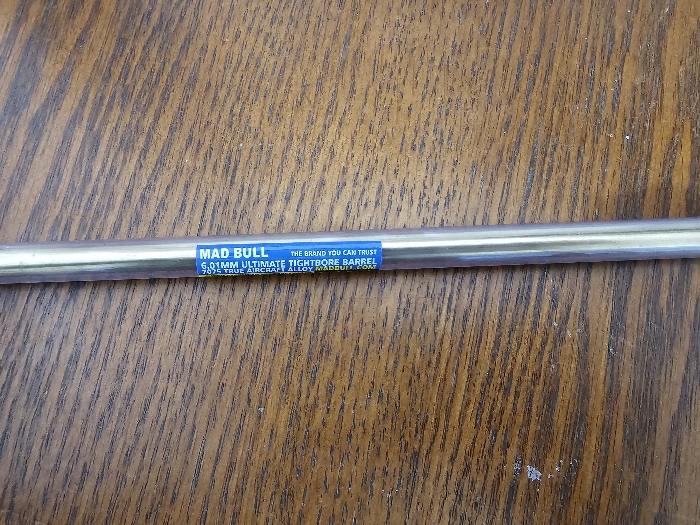 MAD BULL THE BRAND YOU CAN TRUST
6.01MM ULTIMATE TIGHTBORE BARREL
7075 TRUE AIRCRAFT ALLOY MADBULL.COM